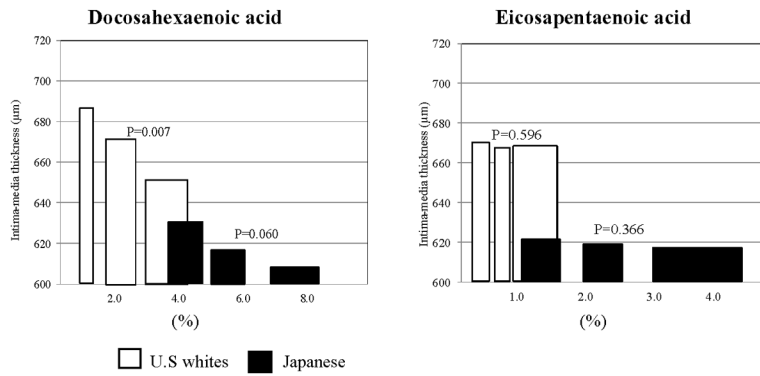 Docosahexaenoic acid
Intima-media thickness (µm)
720
700
680
660
640
620
600
P=0.007
P=0.060
2.0 4.0 6.0 8.0
(%)
Eicosapentaenoic acid
Intima-media thickness (µm)
720
700
680
660
640
620
600
P=0.596
P=0.366
1.0 2.0 3.0 4.0
(%)
U.S whites Japanese